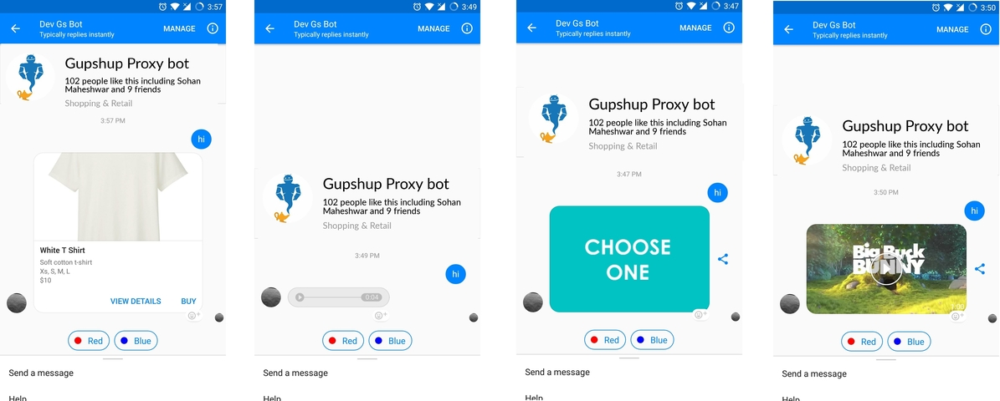 3:57
Dev Gs Bot
Typically replies instantly
MANAGE
Gupshup Proxy bot
102 people like this including Sohan
Maheshwar and 9 friends
Shopping & Retail
3:57 PM
hi
White T Shirt
Soft cotton t-shirt
Xs, S, M, L
$10
VIEW DETAILS
BUY
Red
Blue
Send a message
Help
3:49
Dev Gs Bot
Typically replies instantly
MANAGE
Gupshup Proxy bot
102 people like this including Sohan
Maheshwar and 9 friends
Shopping & Retail
3:49 PM
hi
0:04
Red
Blue
Send a message
Help
3:47
Dev Gs Bot
Typically replies instantly
MANAGE
Gupshup Proxy bot
102 people like this including Sohan
Maheshwar and 9 friends
Shopping & Retail
3:47 PM
hi
CHOOSE
ONE
Red
Blue
Send a message
Help
3:50
Dev Gs Bot
Typically replies instantly
MANAGE
Gupshup Proxy bot
102 people like this including Sohan
Maheshwar and 9 friends
Shopping & Retail
3:50 PM
hi
Big Buck
BUNNY
1:00
Red
Blue
Send a message
Help